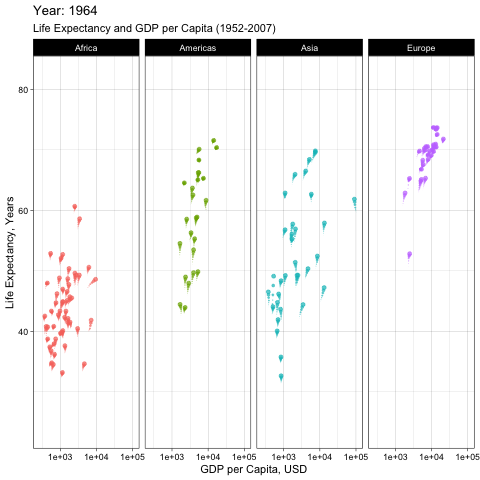 Year: 1964
Life Expectancy and GDP per Capita (1952-2007)
Africa Americas Asia Europe
Life Expectancy, Years
80
60
40
1e+03 1e+04 1e+05 1e+03 1e+04 1e+05 1e+03 1e+04 1e+05 1e+03 1e+04 1e+05
GDP per Capita, USD